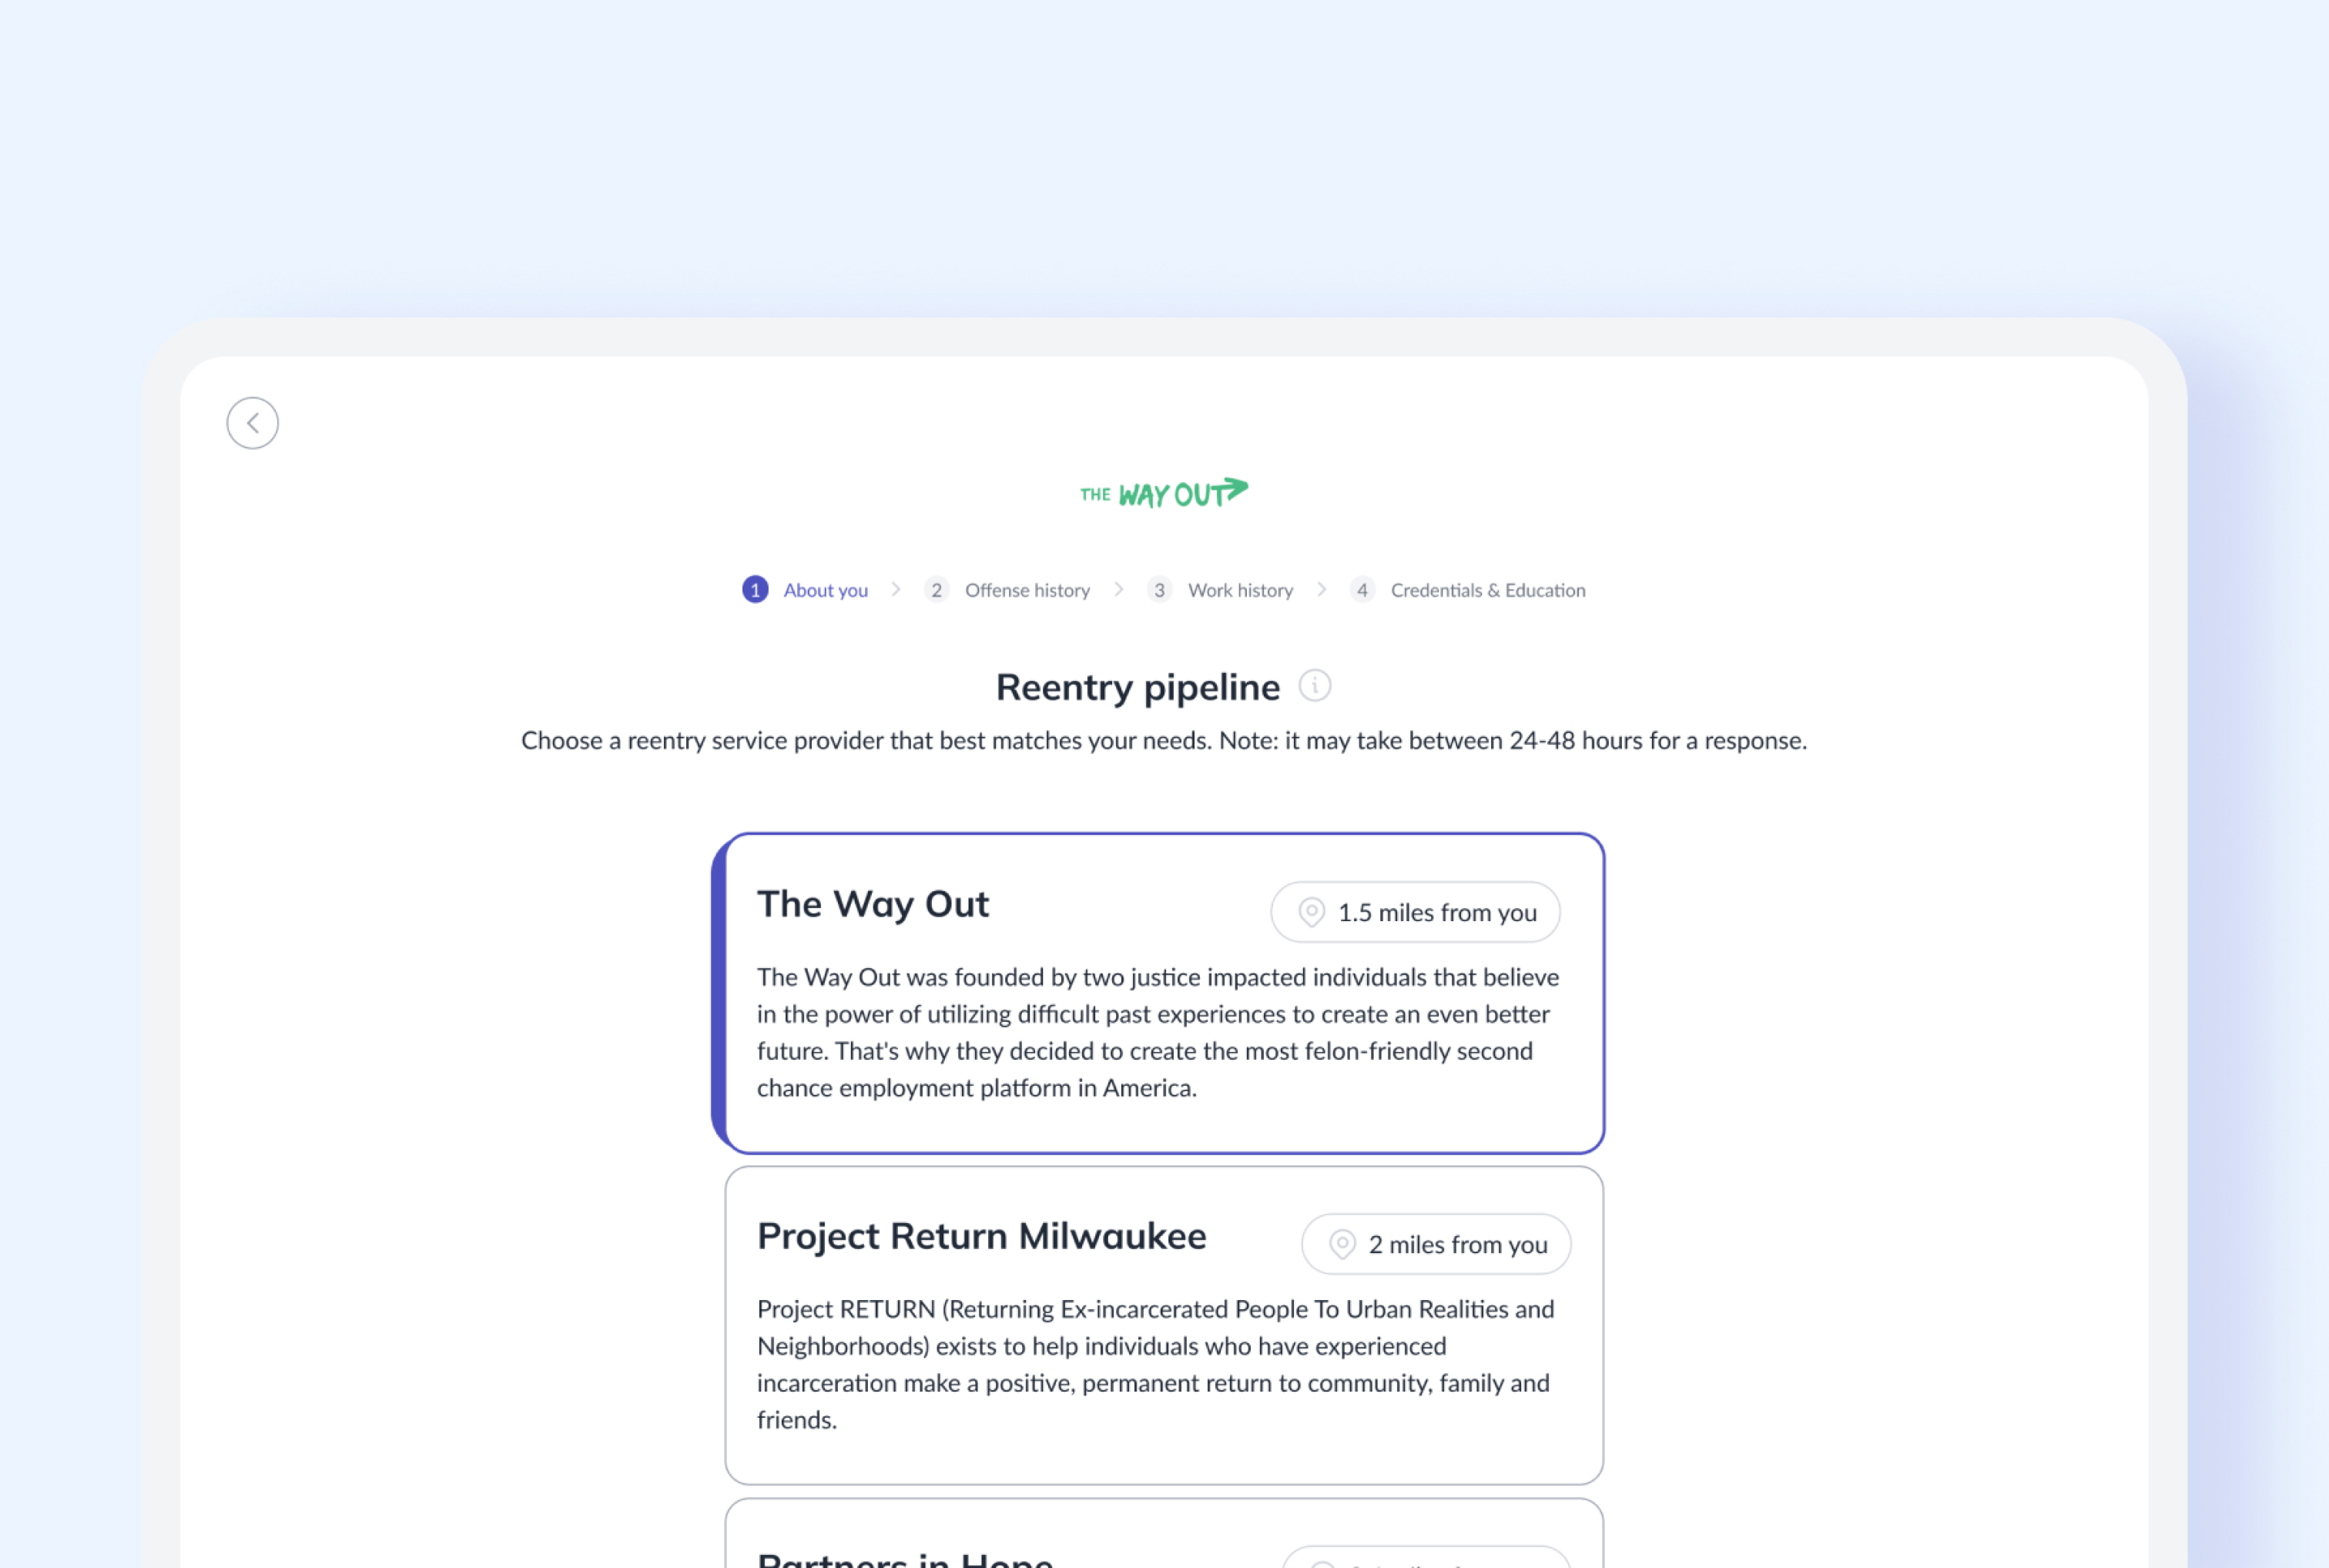 THE WAY OUT
1 About you 2 Offense history 3 Work history 4 Credentials & Education
Reentry pipeline
Choose a reentry service provider that best matches your needs. Note: it may take between 24-48 hours for a response.
The Way Out
1.5 miles from you
The Way Out was founded by two justice impacted individuals that believe
in the power of utilizing difficult past experiences to create an even better
future. That's why they decided to create the most felon-friendly second
chance employment platform in America.
Project Return Milwaukee
2 miles from you
Project RETURN (Returning Ex-incarcerated People To Urban Realities and
Neighborhoods) exists to help individuals who have experienced
incarceration make a positive, permanent return to community, family and
friends.
Partners in Hope